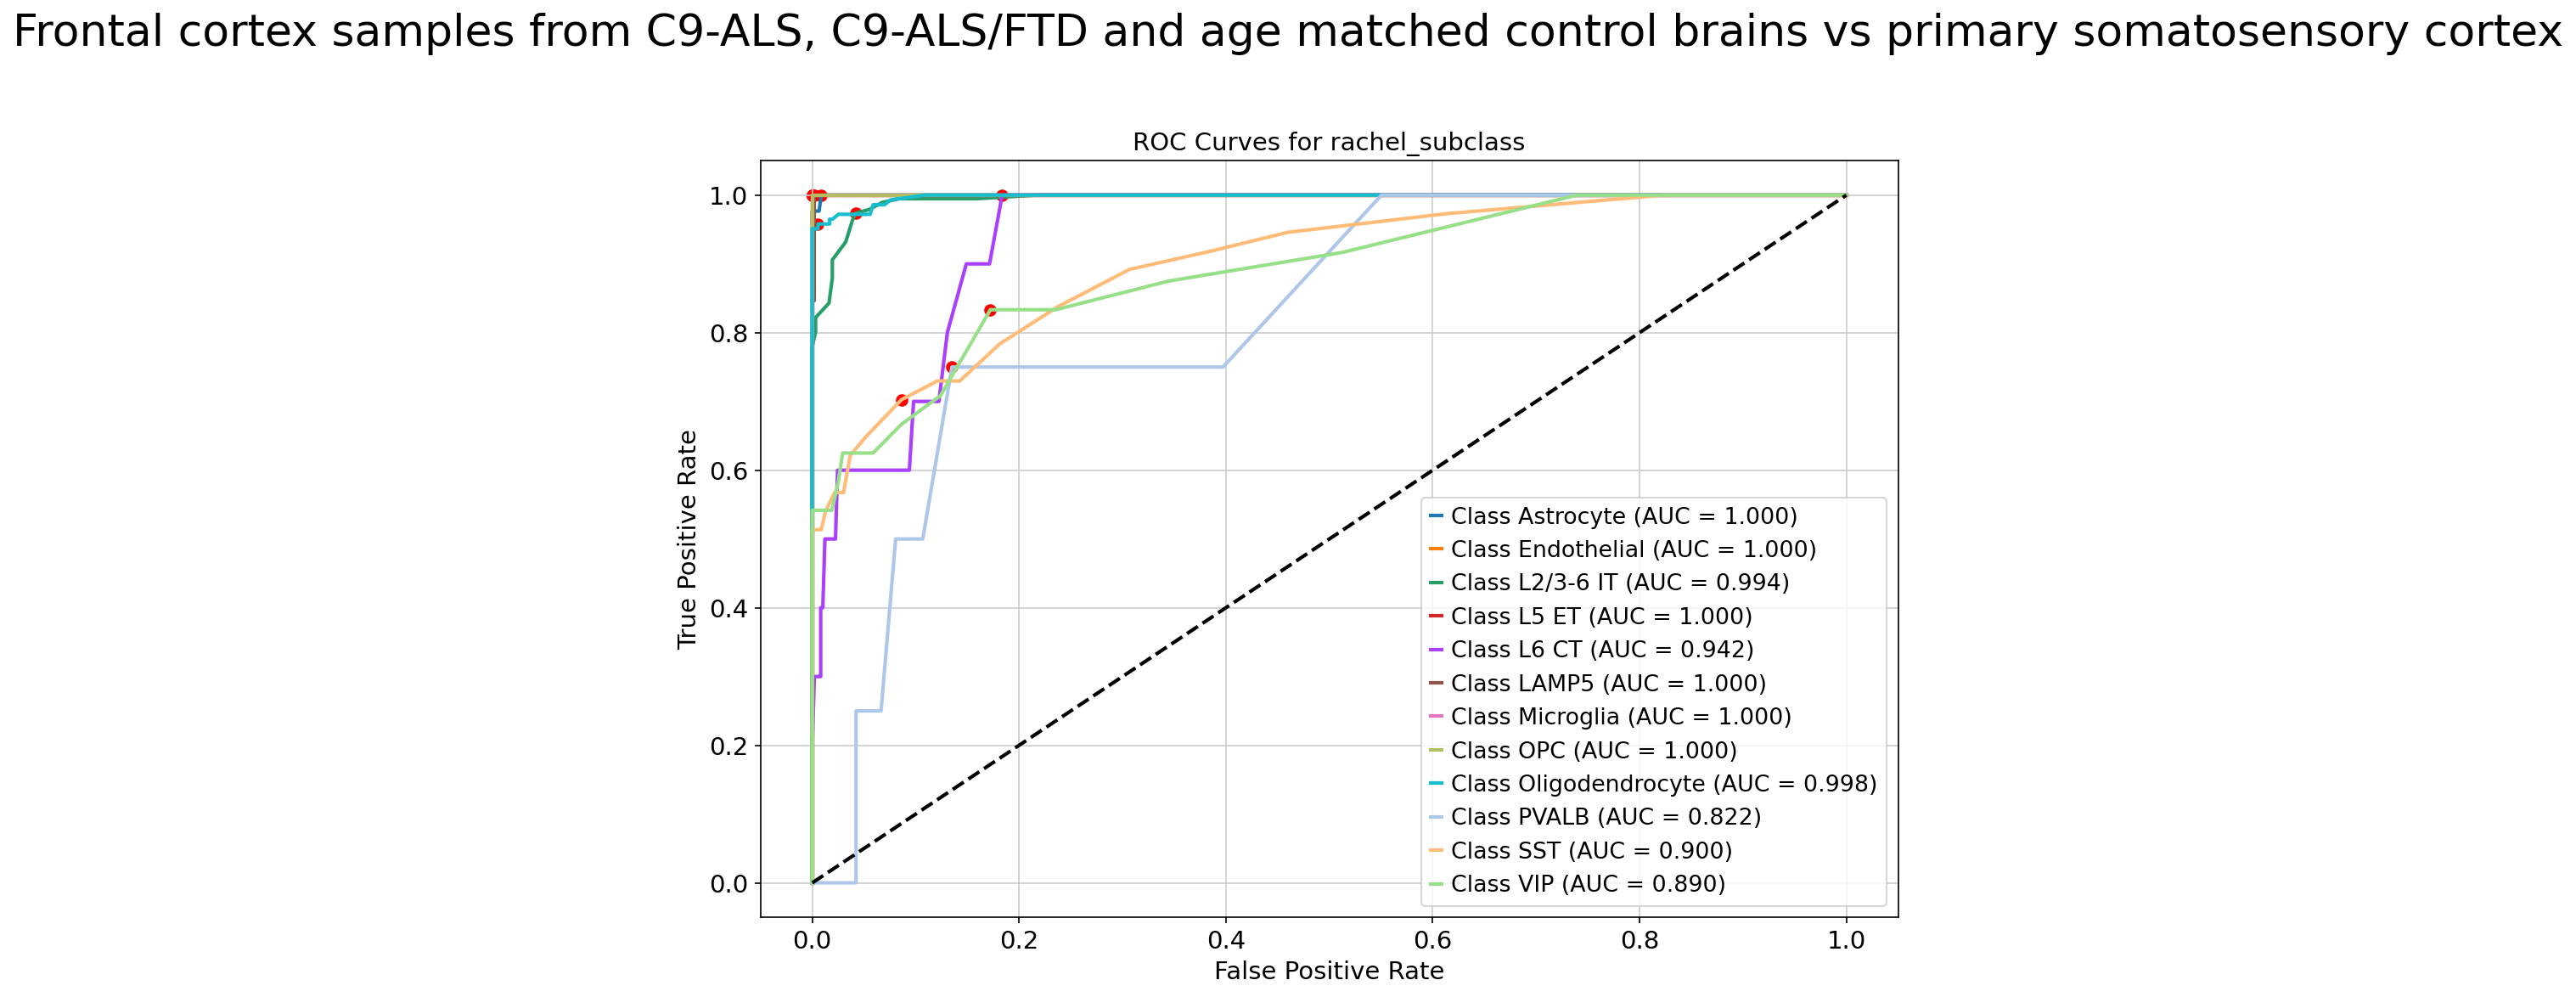 Frontal cortex samples from C9-ALS, C9-ALS/FTD and age matched control brains vs primary somatosensory cortex
ROC Curves for rachel_subclass
True Positive Rate
1.0
0.8
0.6
0.4
0.2
0.0
Class Astrocyte (AUC = 1.000)
Class Endothelial (AUC = 1.000)
Class L2/3-6 IT (AUC = 0.994)
Class L5 ET (AUC = 1.000)
Class L6 CT (AUC = 0.942)
Class LAMP5 (AUC = 1.000)
Class Microglia (AUC = 1.000)
Class OPC (AUC = 1.000)
Class Oligodendrocyte (AUC = 0.998)
Class PVALB (AUC = 0.822)
Class SST (AUC = 0.900)
Class VIP (AUC = 0.890)
0.0 0.2 0.4 0.6 0.8 1.0
False Positive Rate